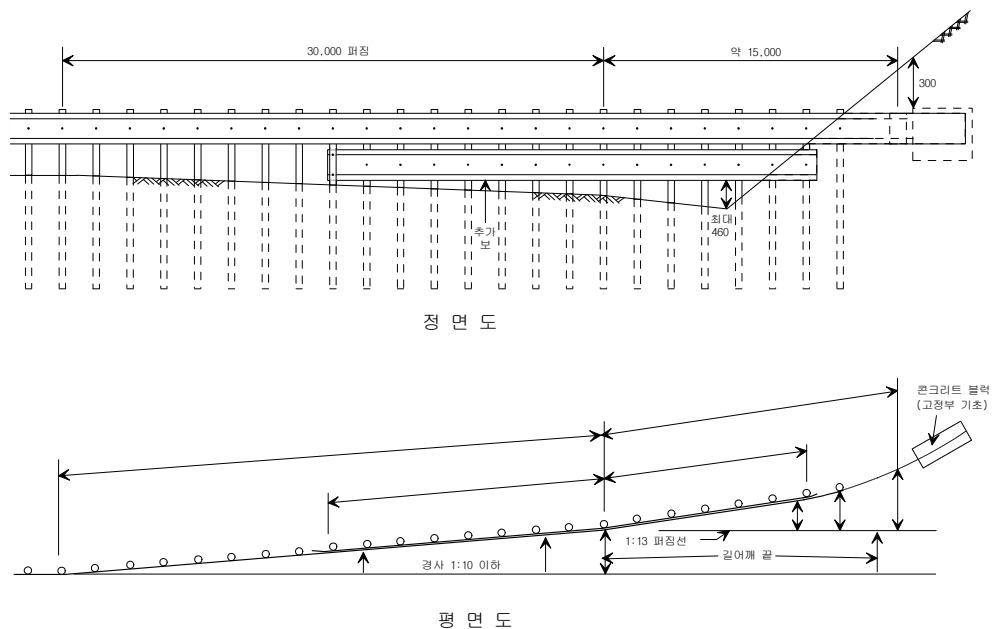 30,000 퍼짐
약 15,000
300
추가
보
최대
460
정 면 도
콘크리트 블럭
(고정부 기초)
1:13 퍼짐선
길어깨 끝
경사 1:10 이하
평 면 도